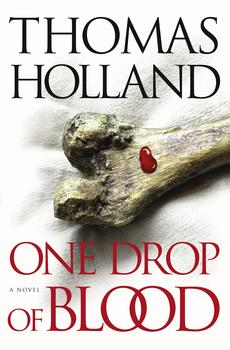 THOMAS
HOLLAND
ONE DROP
A NOVEL
OF BLOOD